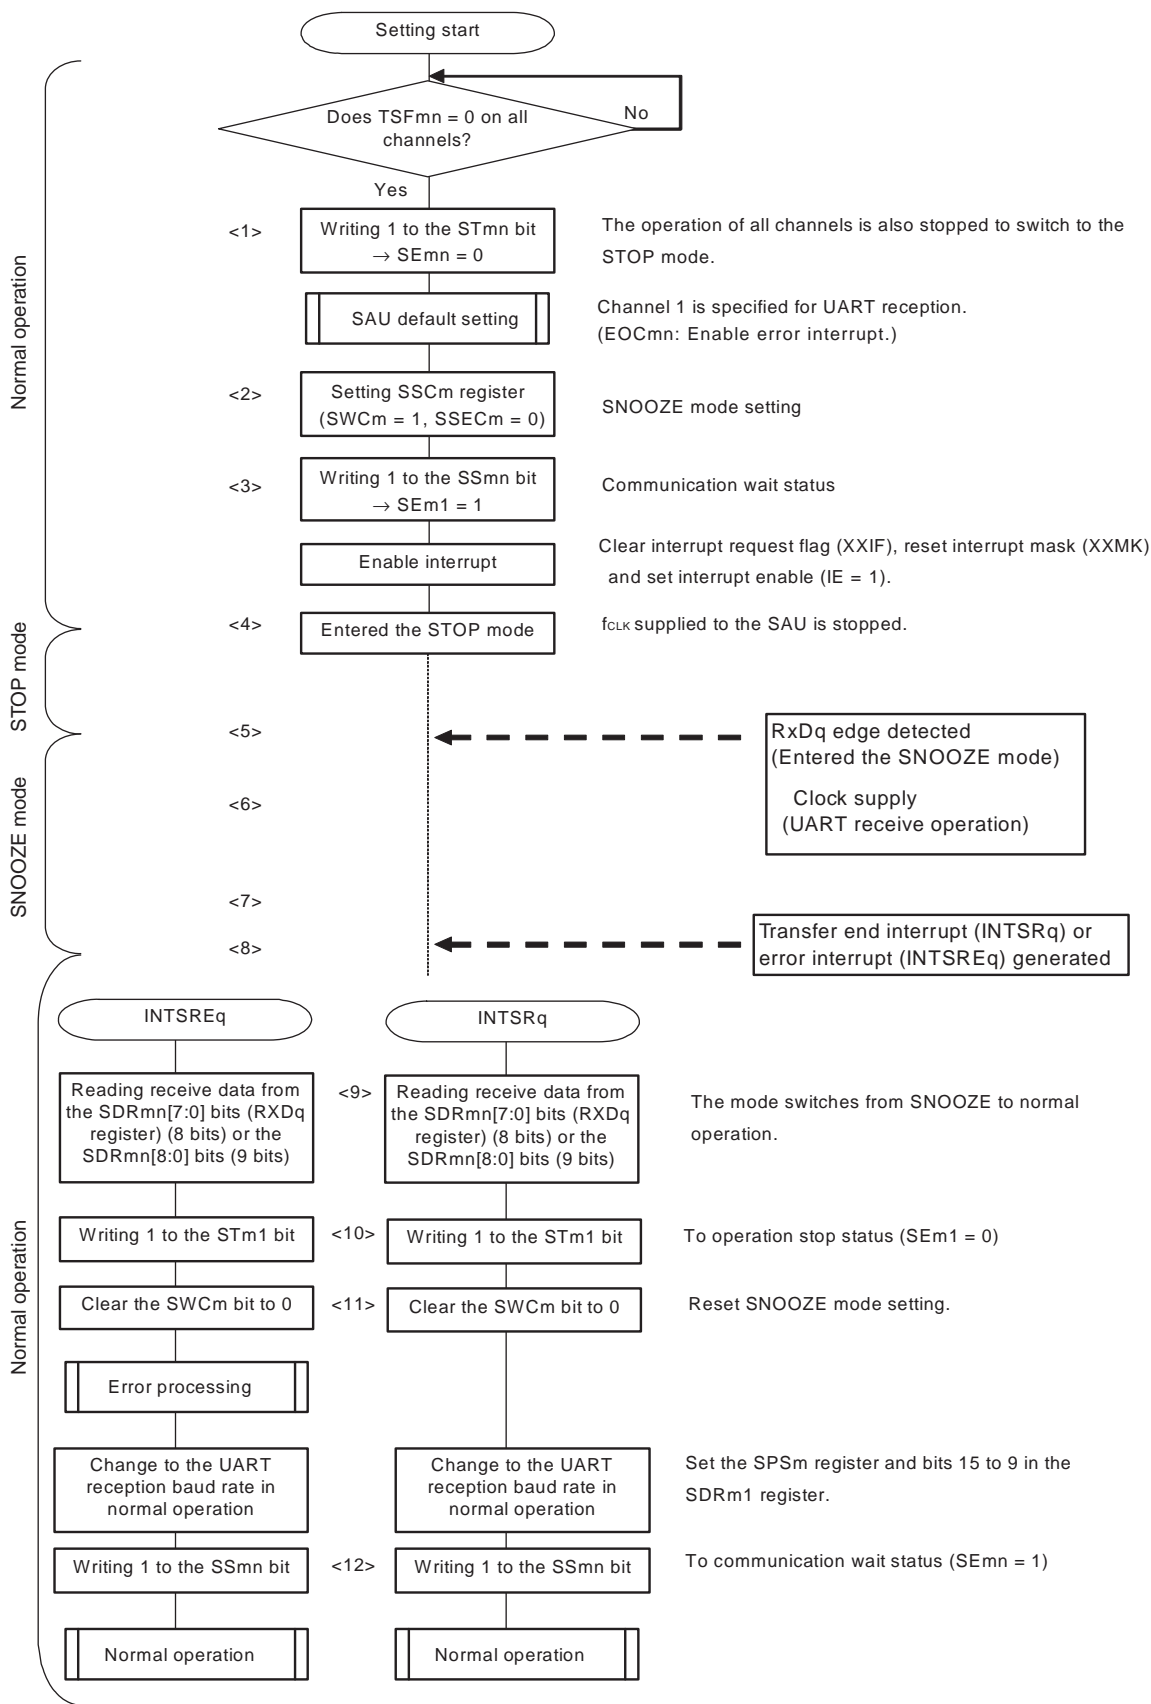 Setting start
Does TSFmn = 0 on all
channels?
No
Yes
<1>
Writing 1 to the STmn bit
→ SEmn = 0
The operation of all channels is also stopped to switch to the
STOP mode.
SAU default setting
Channel 1 is specified for UART reception.
(EOCmn: Enable error interrupt.)
Normal operation
<2>
Setting SSCm register
(SWCm = 1, SSECm = 0)
SNOOZE mode setting
<3>
Writing 1 to the SSmn bit
→ SEm1 = 1
Communication wait status
Enable interrupt
Clear interrupt request flag (XXIF), reset interrupt mask (XXMK)
and set interrupt enable (IE = 1).
<4>
Entered the STOP mode
fCLK supplied to the SAU is stopped.
STOP mode
<5>
RxDq edge detected
(Entered the SNOOZE mode)
Clock supply
(UART receive operation)
<6>
SNOOZE mode
<7>
<8>
Transfer end interrupt (INTSRq) or
error interrupt (INTSREq) generated
INTSREq
INTSRq
Reading receive data from
the SDRmn[7:0] bits (RXDq
register) (8 bits) or the
SDRmn[8:0] bits (9 bits)
<9>
Reading receive data from
the SDRmn[7:0] bits (RXDq
register) (8 bits) or the
SDRmn[8:0] bits (9 bits)
The mode switches from SNOOZE to normal
operation.
Normal operation
Writing 1 to the STm1 bit
<10>
Writing 1 to the STm1 bit
To operation stop status (SEm1 = 0)
Clear the SWCm bit to 0
<11>
Clear the SWCm bit to 0
Reset SNOOZE mode setting.
Error processing
Change to the UART
reception baud rate in
normal operation
Change to the UART
reception baud rate in
normal operation
Set the SPSm register and bits 15 to 9 in the
SDRm1 register.
Writing 1 to the SSmn bit
<12>
Writing 1 to the SSmn bit
To communication wait status (SEmn = 1)
Normal operation
Normal operation